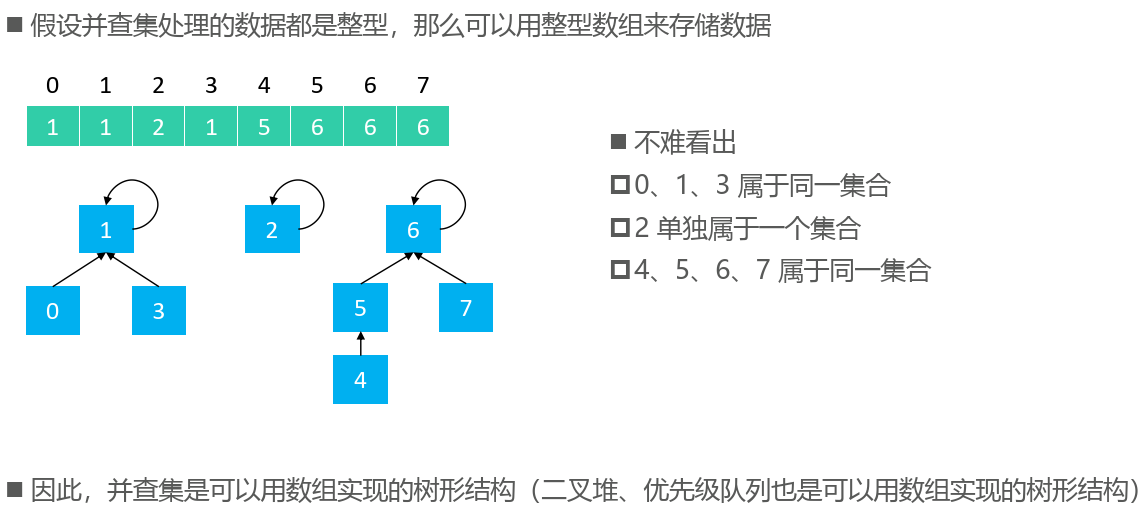 ■ 假设并查集处理的数据都是整型，那么可以用整型数组来存储数据
0 1 2 3 4 5 6 7
1 1 2 1 5 6 6 6
■ 不难看出
0、1、3 属于同一集合
2 单独属于一个集合
4、5、6、7 属于同一集合
1 2 6
0 3 5 7
4
■ 因此，并查集是可以用数组实现的树形结构（二叉堆、优先级队列也是可以用数组实现的树形结构）